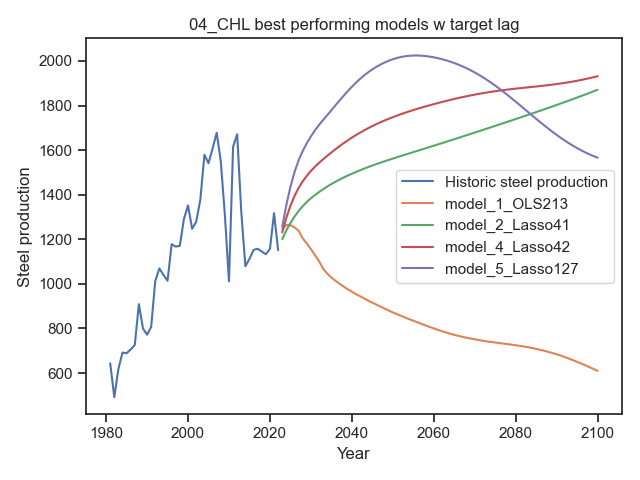 04_CHL best performing models w target lag
Steel production
2000
1800
1600
1400
1200
1000
800
600
Historic steel production
model_1_OLS213
model_2_Lasso41
model_4_Lasso42
model_5_Lasso127
1980
2000
2020
2040
2060
2080
2100
Year